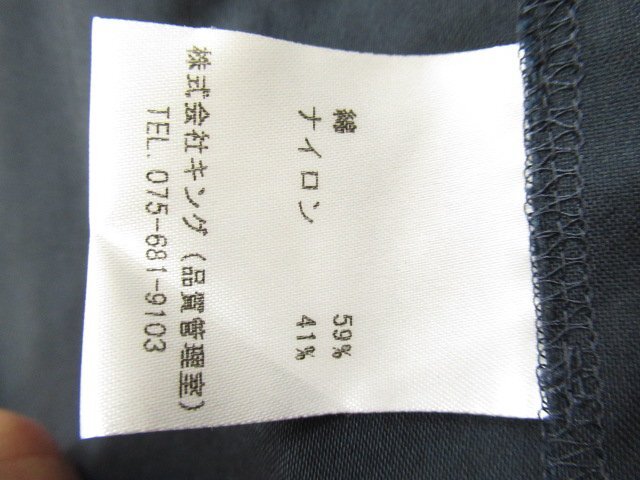 綿 59%
ナイロン 41%
株式会社キング(品質管理室)
TEL. 075-681-9103